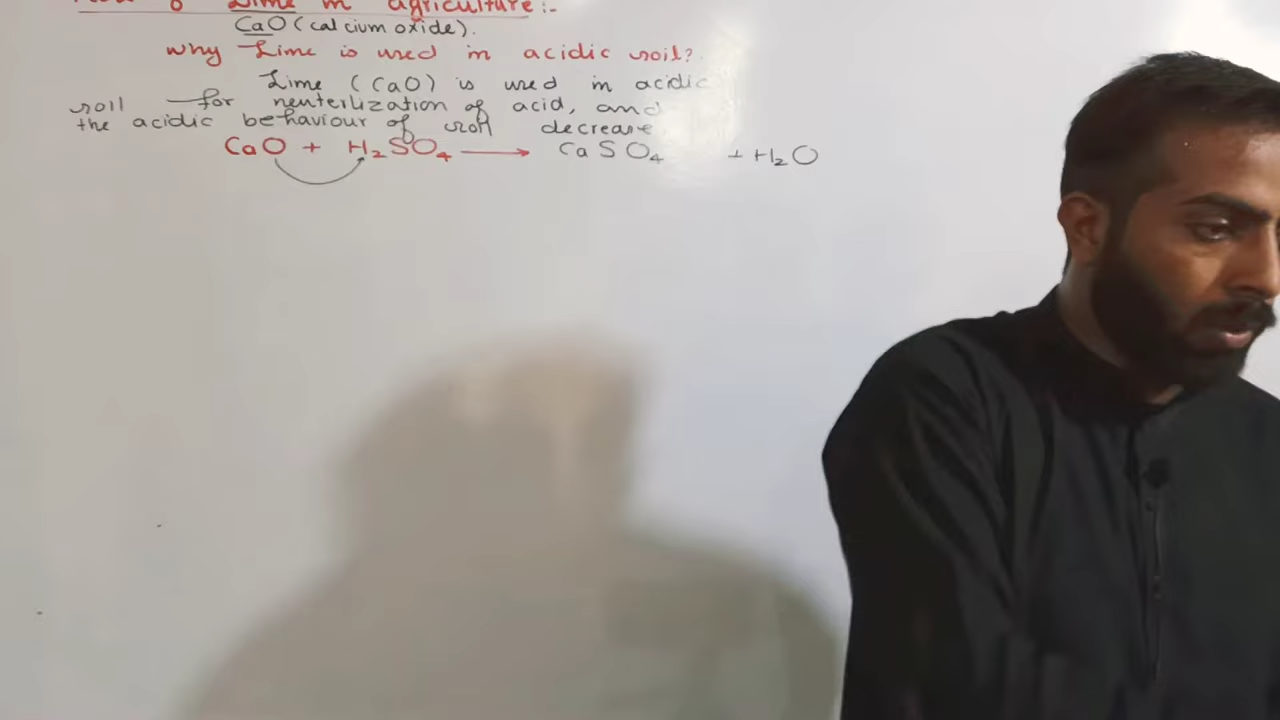 Lime in agriculture:-
CaO (calcium oxide).
Why Lime is used in acidic soil?
Lime (CaO) is used in acidic
soil for neuterlization of acid, and
the acidic behaviour of soil decrease
CaO + H₂SO₄ → CaSO₄ + H₂O